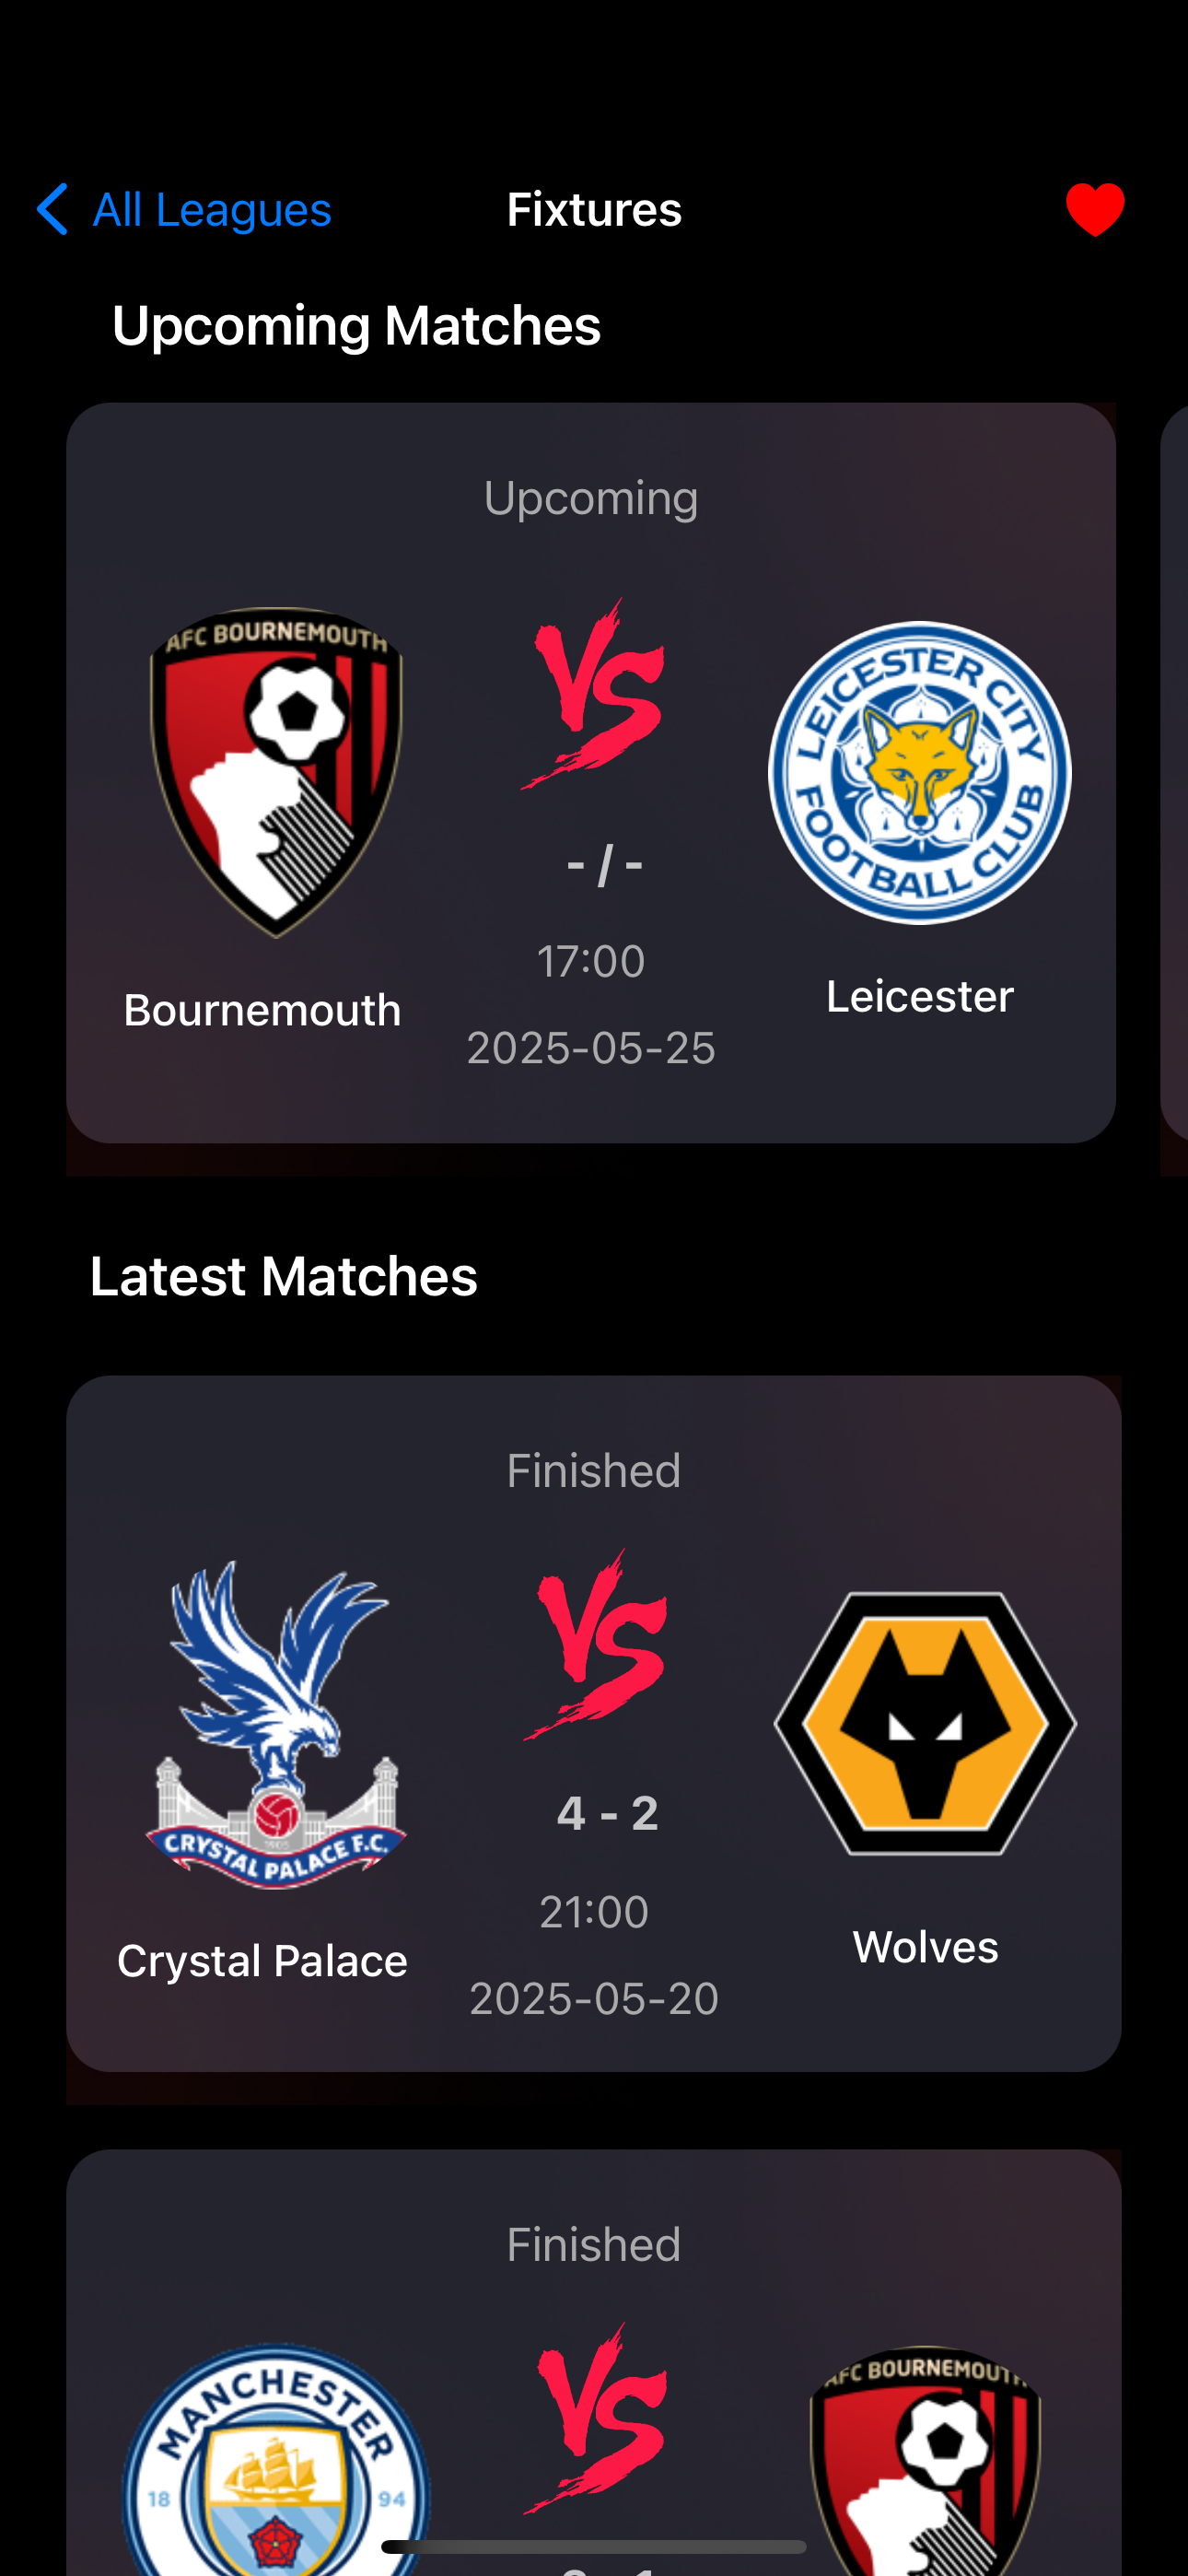 All Leagues
Fixtures
Upcoming Matches
Upcoming
AFC BOURNEMOUTH
VS
LEICESTER CITY
FOOTBALL CLUB
- / -
17:00
Bournemouth
Leicester
2025-05-25
Latest Matches
Finished
VS
CRYSTAL PALACE F.C.
4 - 2
21:00
Crystal Palace
Wolves
2025-05-20
Finished
VS
MANCHESTER
18 94
AFC BOURNEMOUTH